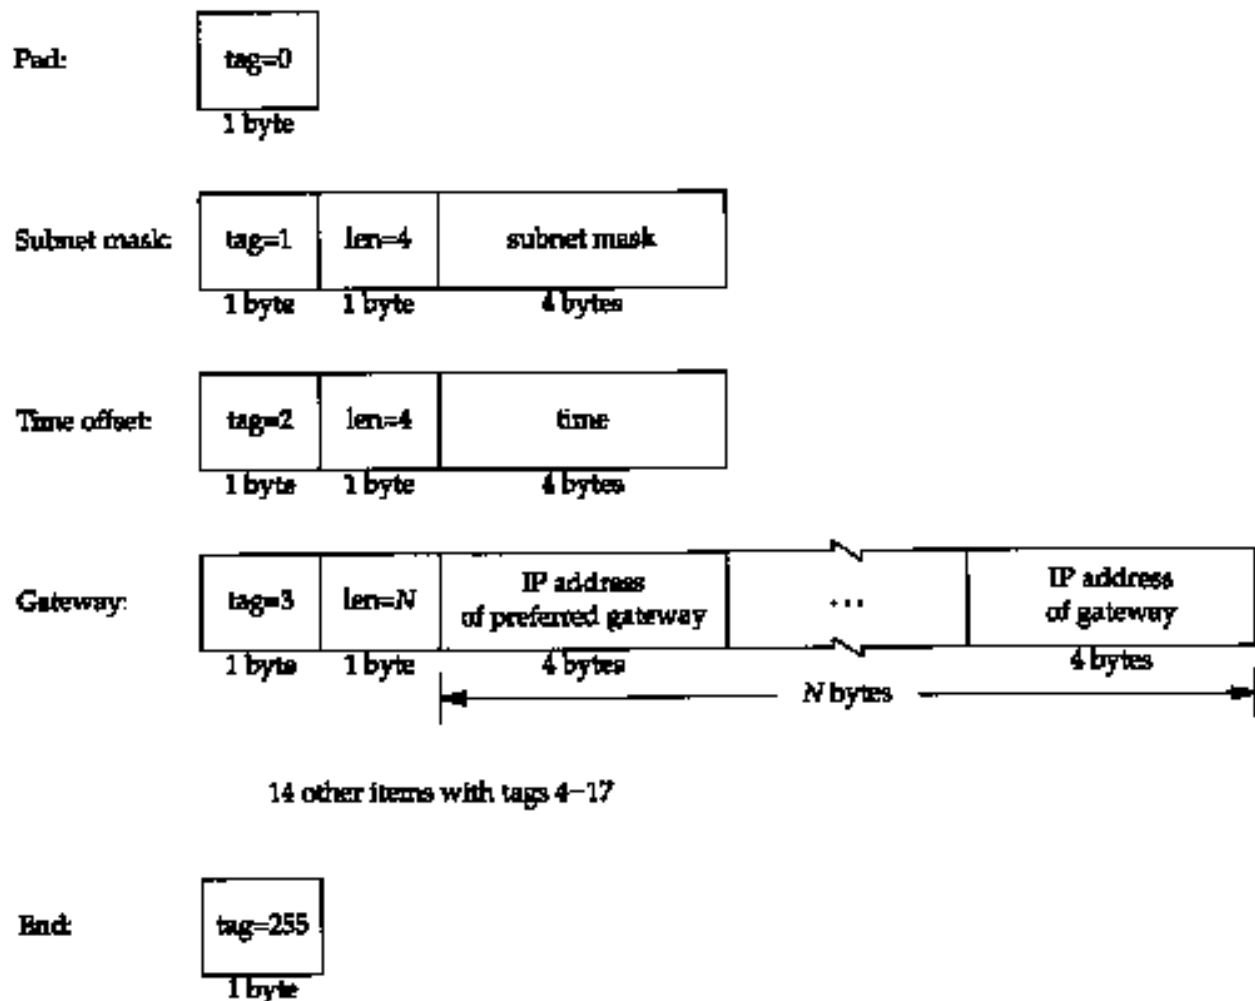 Pad:
tag=0
1 byte
Subnet mask:
tag=1
len=4
subnet mask
1 byte
1 byte
4 bytes
Time offset:
tag=2
len=4
time
1 byte
1 byte
4 bytes
Gateway:
tag=3
len=N
IP address
of preferred gateway
...
IP address
of gateway
1 byte
1 byte
4 bytes
4 bytes
N bytes
14 other items with tags 4−17
End:
tag=255
1 byte